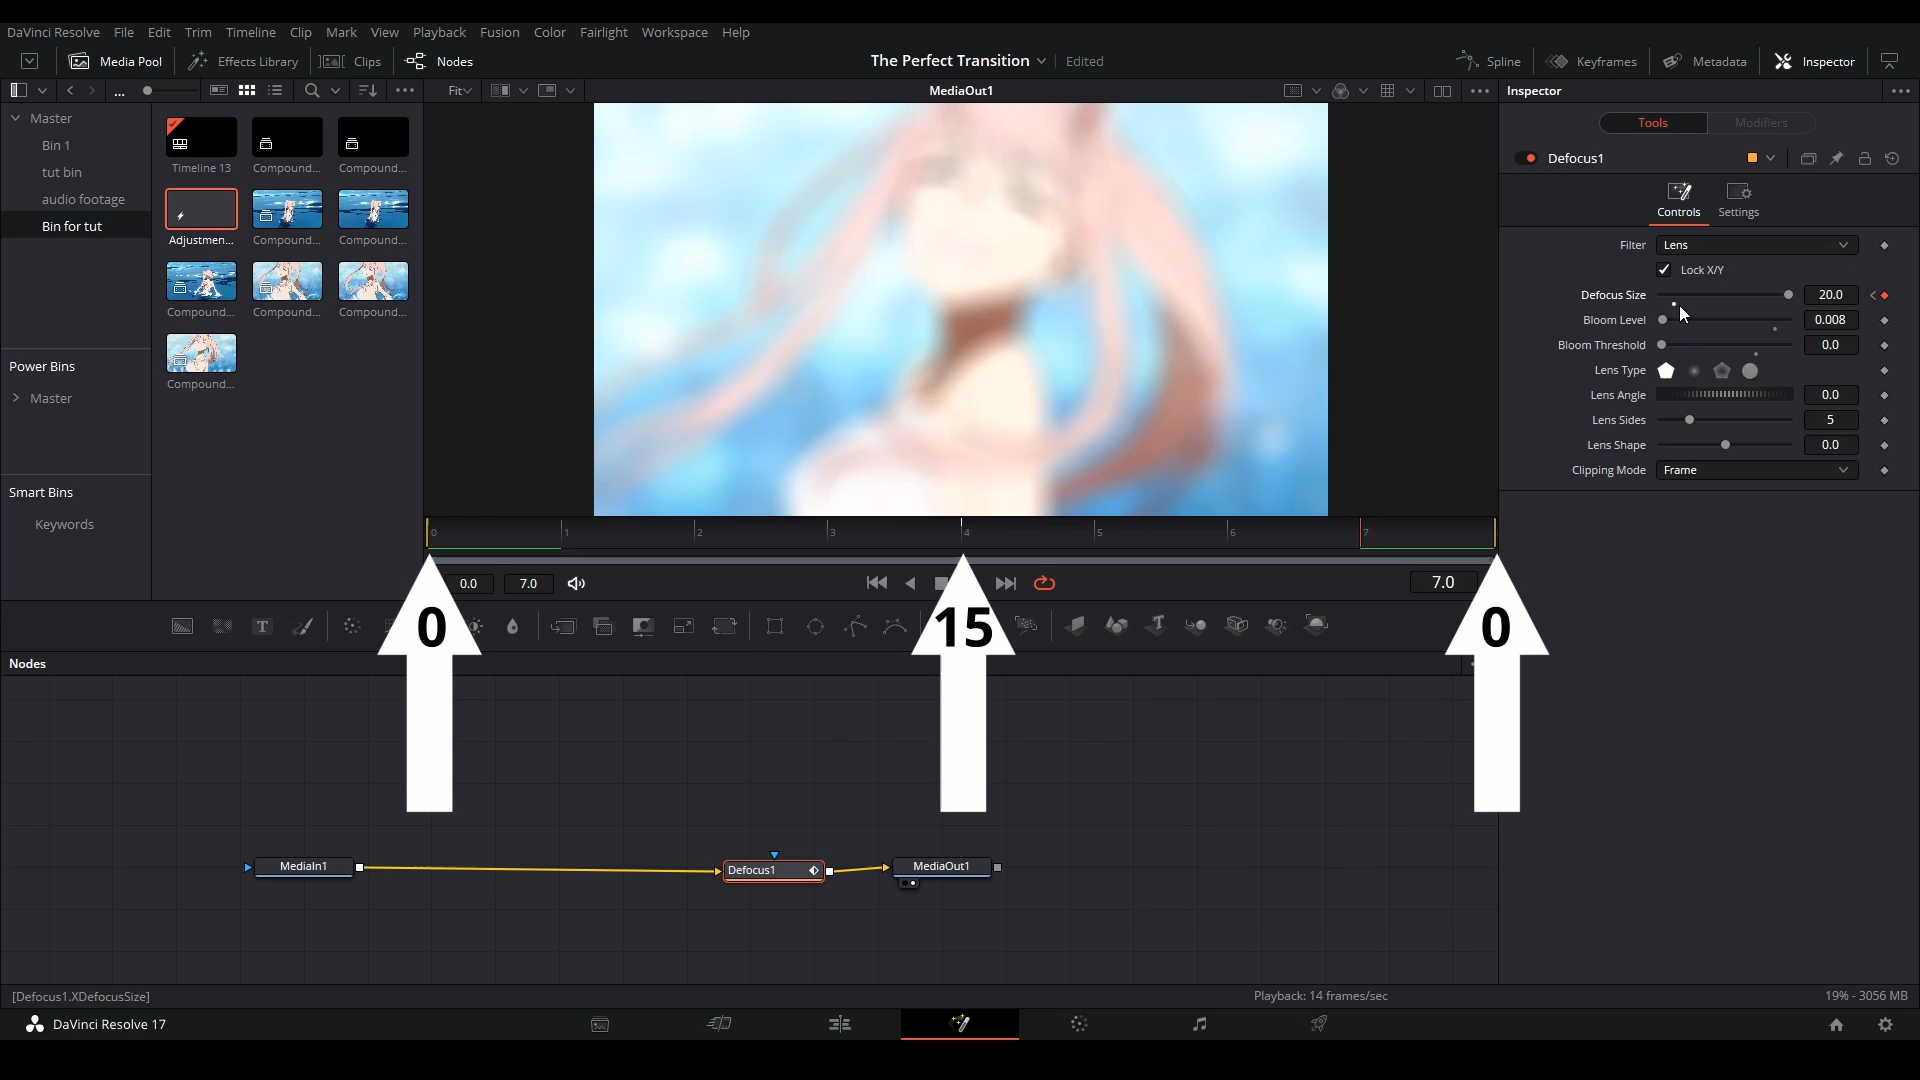 DaVinci Resolve File Edit Trim Timeline Clip Mark View Playback Fusion Color Fairlight Workspace Help
Media Pool Effects Library Clips Nodes The Perfect Transition Edited Spline Keyframes Metadata Inspector
... Fit MediaOut1 Inspector
Master
Bin 1
tut bin
audio footage
Bin for tut
Power Bins
Master
Smart Bins
Keywords
Timeline 13 Compound... Compound...
Adjustmen... Compound... Compound...
Compound... Compound... Compound...
Compound...
0 1 2 3 4 5 6 7
0.0 7.0 7.0
0 15 0
Tools Modifiers
Defocus1
Controls Settings
Filter Lens
Lock X/Y
Defocus Size 20.0
Bloom Level 0.008
Bloom Threshold 0.0
Lens Type
Lens Angle 0.0
Lens Sides 5
Lens Shape 0.0
Clipping Mode Frame
Nodes
MediaIn1 Defocus1 MediaOut1
[Defocus1.XDefocusSize] Playback: 14 frames/sec 19% - 3056 MB
DaVinci Resolve 17